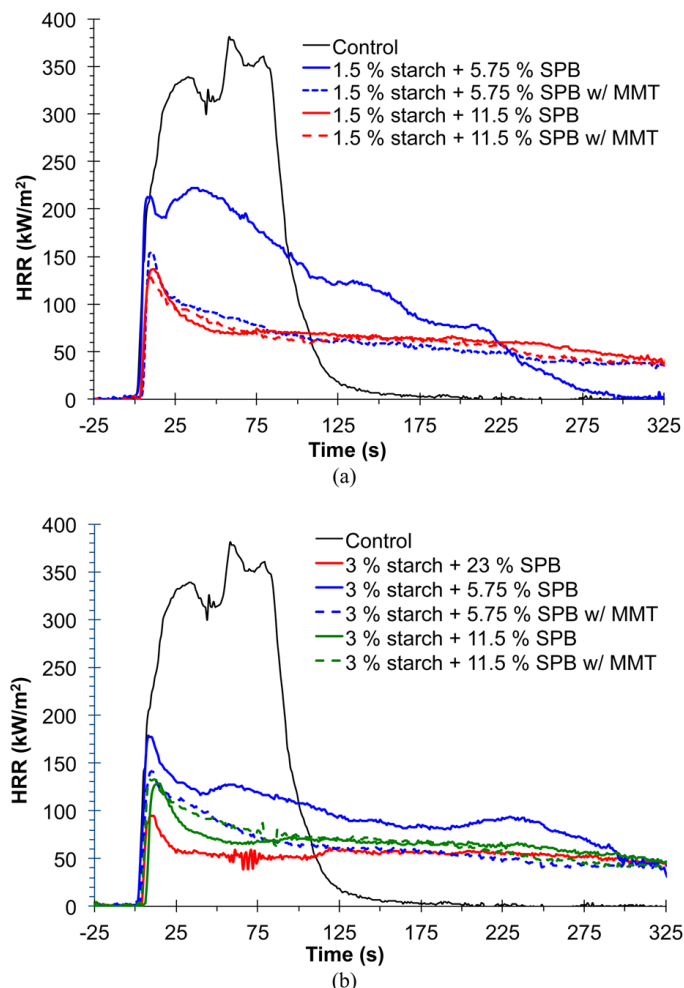 400
350
300
250
200
150
100
50
0
HRR (kW/m²)
Control
1.5 % starch + 5.75 % SPB
1.5 % starch + 5.75 % SPB w/ MMT
1.5 % starch + 11.5 % SPB
1.5 % starch + 11.5 % SPB w/ MMT
-25 25 75 125 175 225 275 325
Time (s)
(a)
400
350
300
250
200
150
100
50
0
HRR (kW/m²)
Control
3 % starch + 23 % SPB
3 % starch + 5.75 % SPB
3 % starch + 5.75 % SPB w/ MMT
3 % starch + 11.5 % SPB
3 % starch + 11.5 % SPB w/ MMT
-25 25 75 125 175 225 275 325
Time (s)
(b)